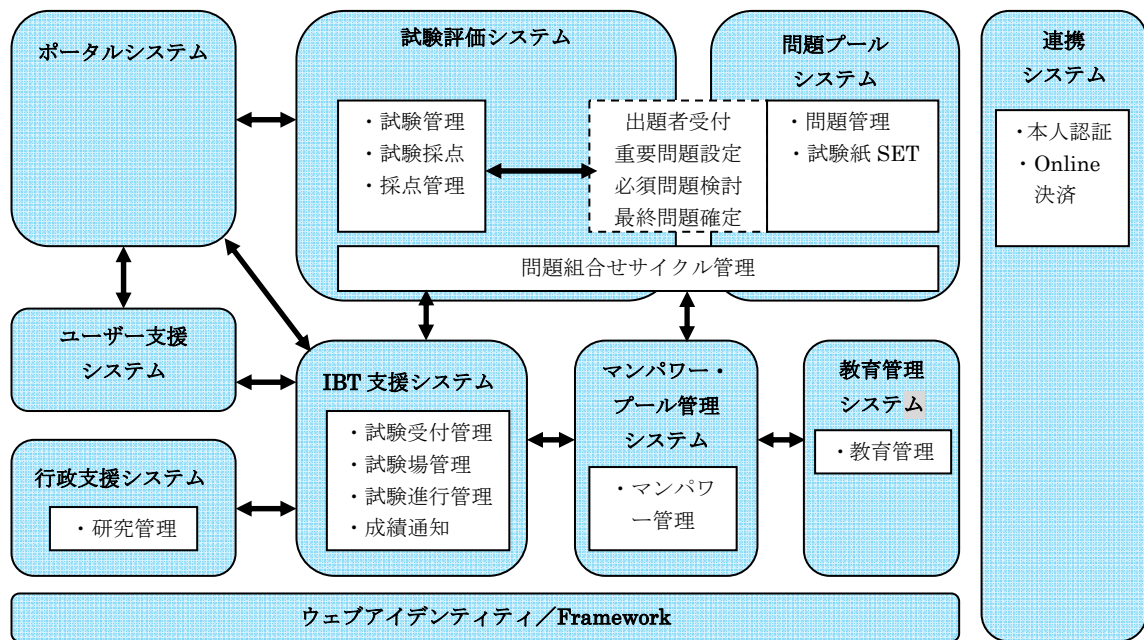 ポータルシステム
試験評価システム
・試験管理
・試験採点
・採点管理
出題者受付
重要問題設定
必須問題検討
最終問題確定
問題プール
システム
・問題管理
・試験紙 SET
問題組合せサイクル管理
連携
システム
・本人認証
・Online
決済
ユーザー支援
システム
行政支援システム
・研究管理
IBT 支援システム
・試験受付管理
・試験場管理
・試験進行管理
・成績通知
マンパワー・
プール管理
システム
・マンパワ
ー管理
教育管理
システム
・教育管理
ウェブアイデンティティ／Framework